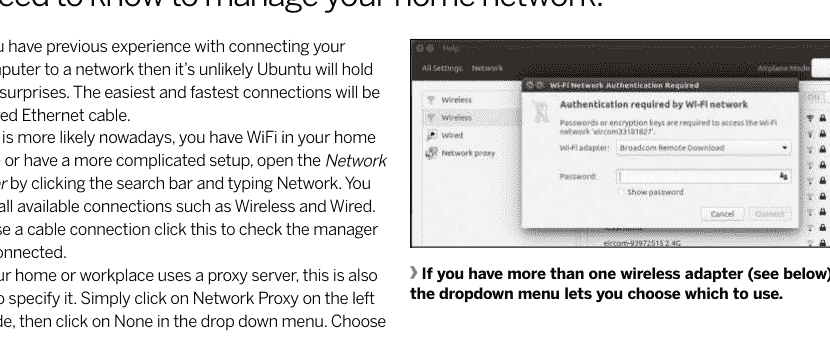 eed to know to manage your home network.
u have previous experience with connecting your
puter to a network then it's unlikely Ubuntu will hold
surprises. The easiest and fastest connections will be
ed Ethernet cable.
is more likely nowadays, you have WiFi in your home
or have a more complicated setup, open the Network
er by clicking the search bar and typing Network. You
all available connections such as Wireless and Wired.
se a cable connection click this to check the manager
onnected.
ur home or workplace uses a proxy server, this is also
o specify it. Simply click on Network Proxy on the left
de, then click on None in the drop down menu. Choose
Help
All Settings Network
Airplane Mode
Wireless
Wireless
Wired
Network proxy
Wi-Fi Network Authentication Required
Authentication required by Wi-Fi network
Passwords or encryption keys are required to access the Wi-Fi
network 'eircom33181827'.
Wi-Fi adapter: Broadcom Remote Download
Password:
Show password
Cancel Connect
eircom-93972515 2.4G
》If you have more than one wireless adapter (see below)
the dropdown menu lets you choose which to use.